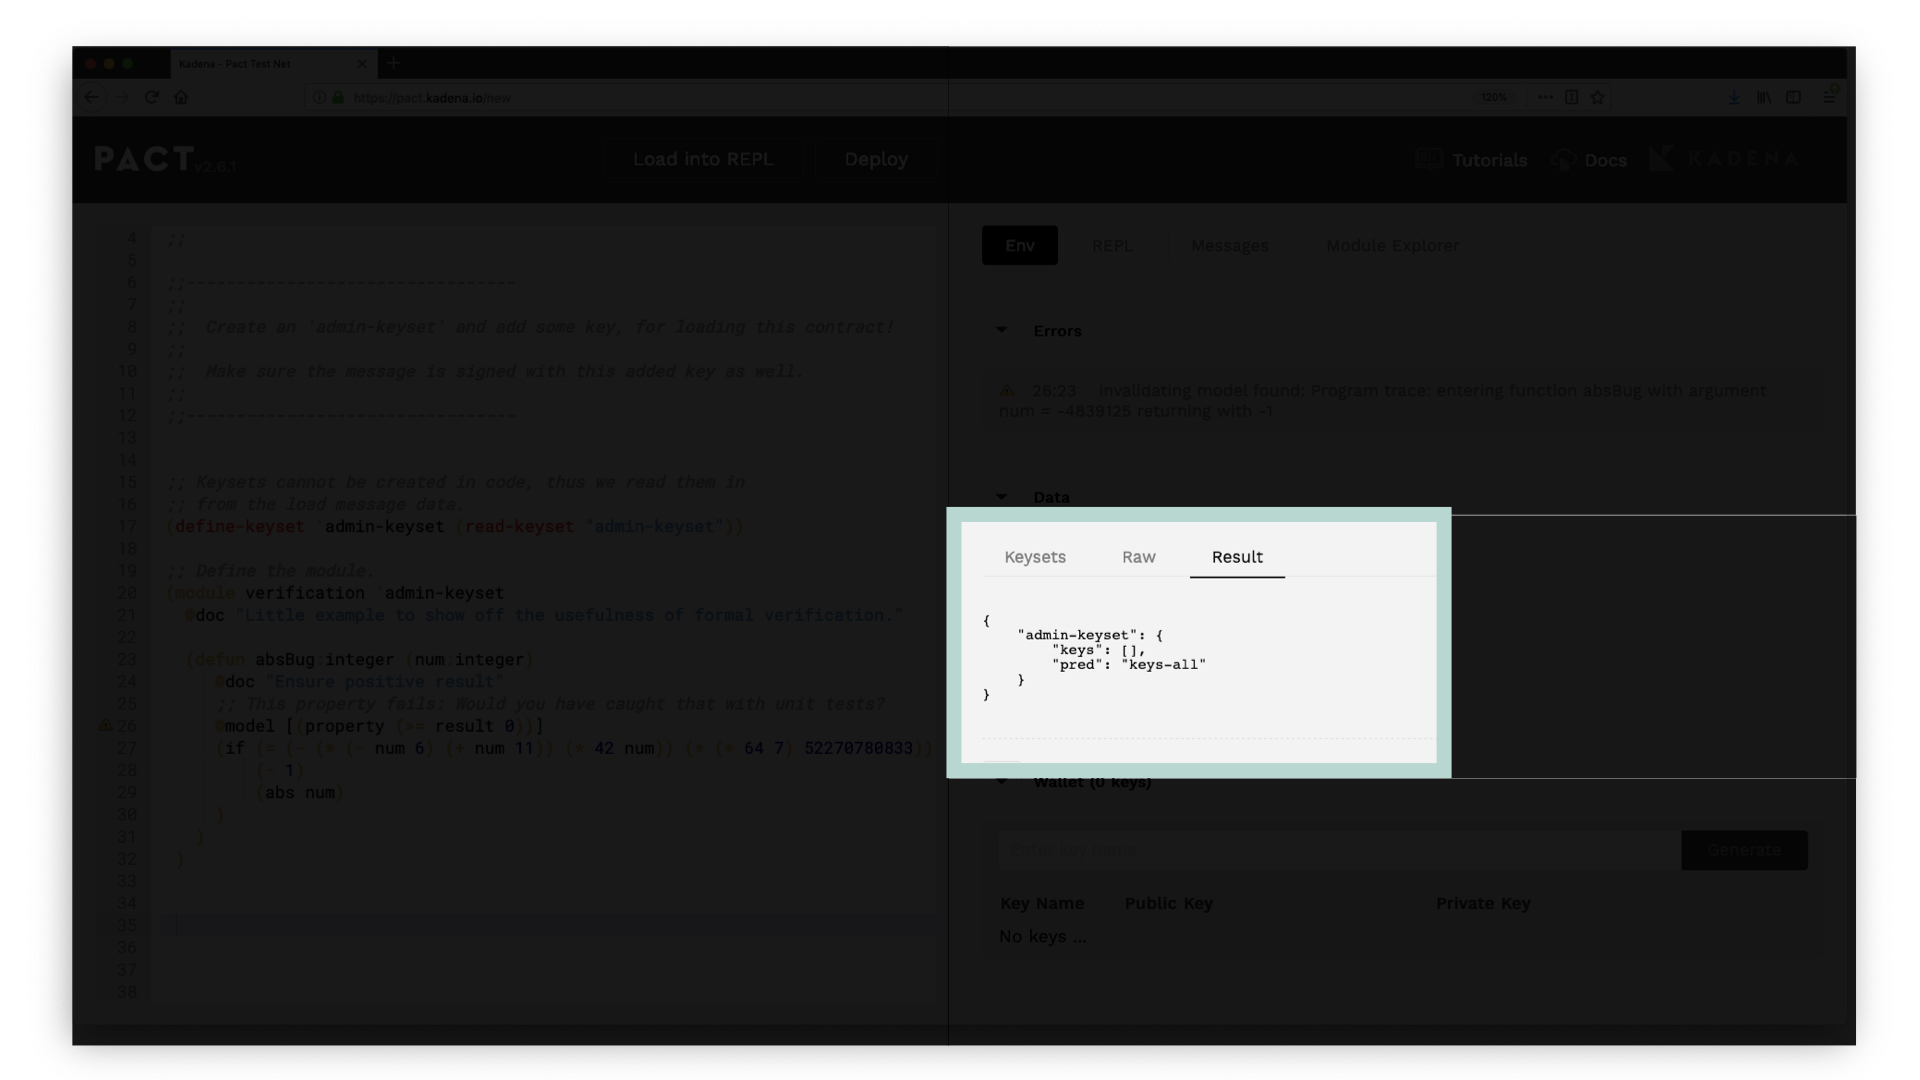 Kadena - Pact Test Net
https://pact.kadena.io/new
120%
PACT v2.6.1
Load into REPL
Deploy
Tutorials
Docs
KADENA
4 ;;
5
6 ;;---------------------------------
7 ;;
8 ;;  Create an 'admin-keyset' and add some key, for loading this contract!
9 ;;
10 ;;  Make sure the message is signed with this added key as well.
11 ;;
12 ;;---------------------------------
13
14
15 ;; Keysets cannot be created in code, thus we read them in
16 ;; from the load message data.
17 (define-keyset 'admin-keyset (read-keyset "admin-keyset"))
18
19 ;; Define the module.
20 (module verification 'admin-keyset
21   @doc "Little example to show off the usefulness of formal verification."
22
23   (defun absBug:integer (num:integer)
24      @doc "Ensure positive result"
25      ;; This property fails: Would you have caught that with unit tests?
26      @model [(property (>= result 0))]
27      (if (= (- (* (- num 6) (+ num 11)) (* 42 num)) (* (* 64 7) 52270780833))
28          (- 1)
29          (abs num)
30      )
31    )
32  )
33
34
35
36
37
38
Env
REPL
Messages
Module Explorer
Errors
26:23 Invalidating model found: Program trace: entering function absBug with argument
num = -4839125 returning with -1
Data
Keysets
Raw
Result
{
    "admin-keyset": {
        "keys": [],
        "pred": "keys-all"
    }
}
Wallet (0 keys)
Enter key name
Generate
Key Name
Public Key
Private Key
No keys ...